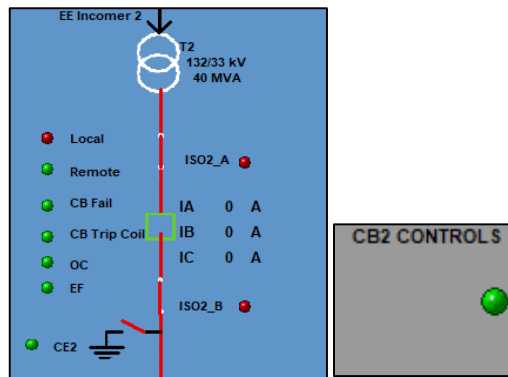 EE Incomer 2
T2
132/33 kV
40 MVA
Local
ISO2_A
Remote
CB Fail
IA 0 A
CB Trip Coil
IB 0 A
OC
IC 0 A
EF
ISO2_B
CE2
CB2 CONTROLS